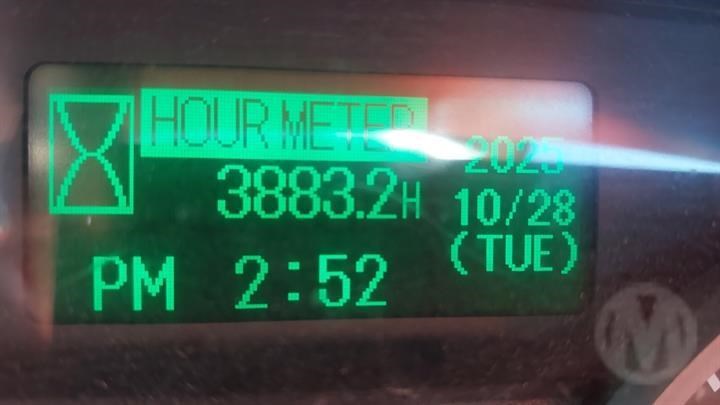 HOUR METER
2025
3883.2H
10/28
(TUE)
PM 2:52
M